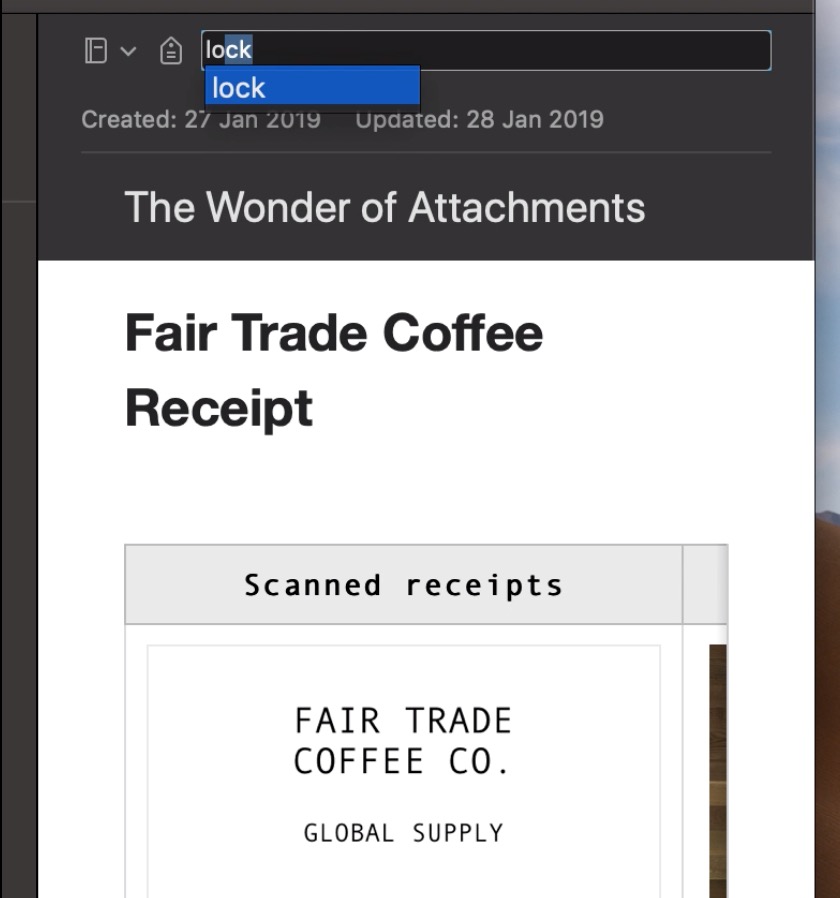 lock
lock
Created: 27 Jan 2019 Updated: 28 Jan 2019
The Wonder of Attachments
Fair Trade Coffee
Receipt
Scanned receipts
FAIR TRADE
COFFEE CO.
GLOBAL SUPPLY